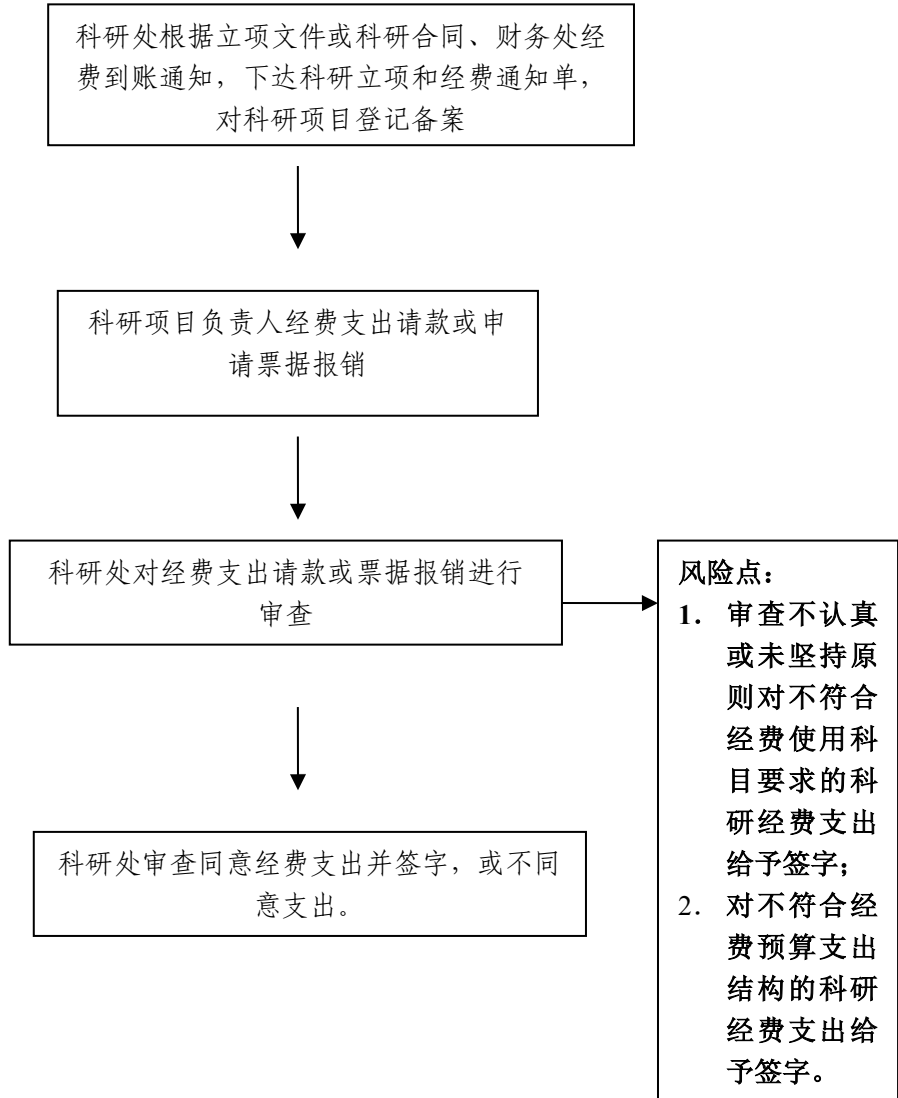 科研处根据立项文件或科研合同、财务处经
费到账通知，下达科研立项和经费通知单，
对科研项目登记备案
科研项目负责人经费支出请款或申
请票据报销
科研处对经费支出请款或票据报销进行
审查
风险点：
1. 审查不认真
或未坚持原
则对不符合
经费使用科
目要求的科
研经费支出
给予签字；
2. 对不符合经
费预算支出
结构的科研
经费支出给
予签字。
科研处审查同意经费支出并签字，或不同
意支出。